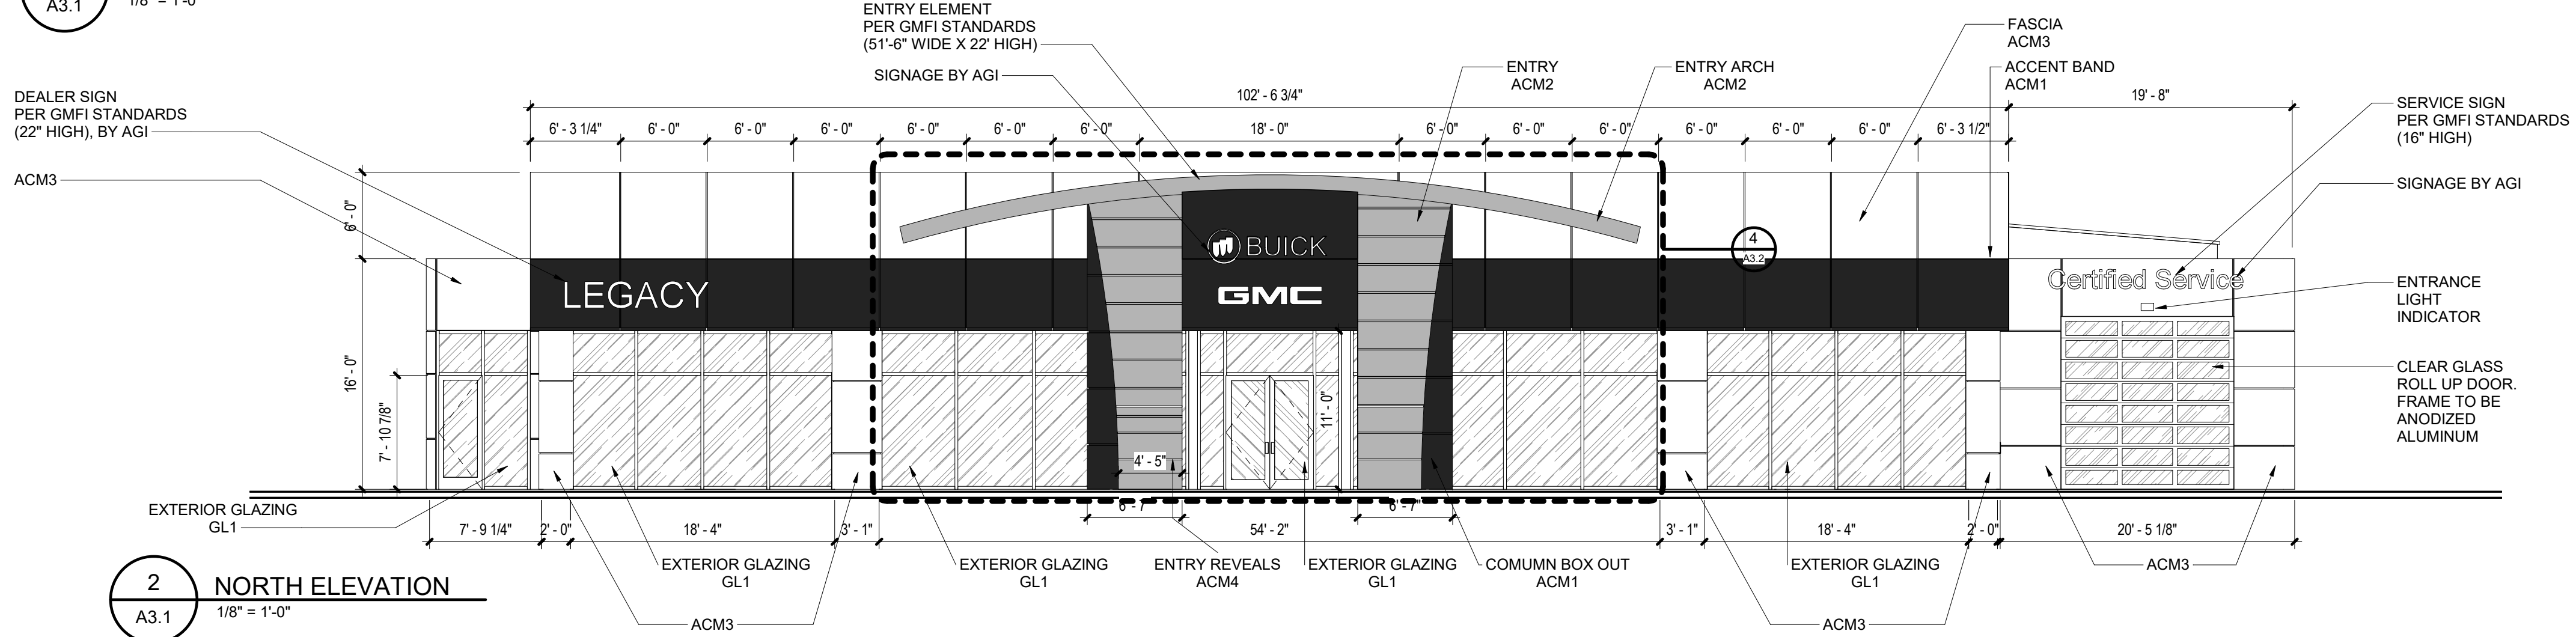 A3.1
1/8" = 1'-0"
ENTRY ELEMENT
PER GMFI STANDARDS
(51'-6" WIDE X 22' HIGH)
SIGNAGE BY AGI
ENTRY
ACM2
ENTRY ARCH
ACM2
FASCIA
ACM3
ACCENT BAND
ACM1
DEALER SIGN
PER GMFI STANDARDS
(22" HIGH), BY AGI
ACM3
SERVICE SIGN
PER GMFI STANDARDS
(16" HIGH)
SIGNAGE BY AGI
ENTRANCE
LIGHT
INDICATOR
CLEAR GLASS
ROLL UP DOOR.
FRAME TO BE
ANODIZED
ALUMINUM
102' - 6 3/4"
19' - 8"
6' - 3 1/4"
6' - 0"
6' - 0"
6' - 0"
6' - 0"
6' - 0"
6' - 0"
18' - 0"
6' - 0"
6' - 0"
6' - 0"
6' - 0"
6' - 0"
6' - 0"
6' - 3 1/2"
6' - 0"
16' - 0"
7' - 10 7/8"
LEGACY
BUICK
GMC
Certified Service
4
A3.2
11' - 0"
4' - 5"
6' - 7"
6' - 7"
7' - 9 1/4"
2' - 0"
18' - 4"
3' - 1"
54' - 2"
3' - 1"
18' - 4"
2' - 0"
20' - 5 1/8"
EXTERIOR GLAZING
GL1
EXTERIOR GLAZING
GL1
EXTERIOR GLAZING
GL1
ENTRY REVEALS
ACM4
EXTERIOR GLAZING
GL1
COMUMN BOX OUT
ACM1
EXTERIOR GLAZING
GL1
ACM3
ACM3
ACM3
2
A3.1
NORTH ELEVATION
1/8" = 1'-0"